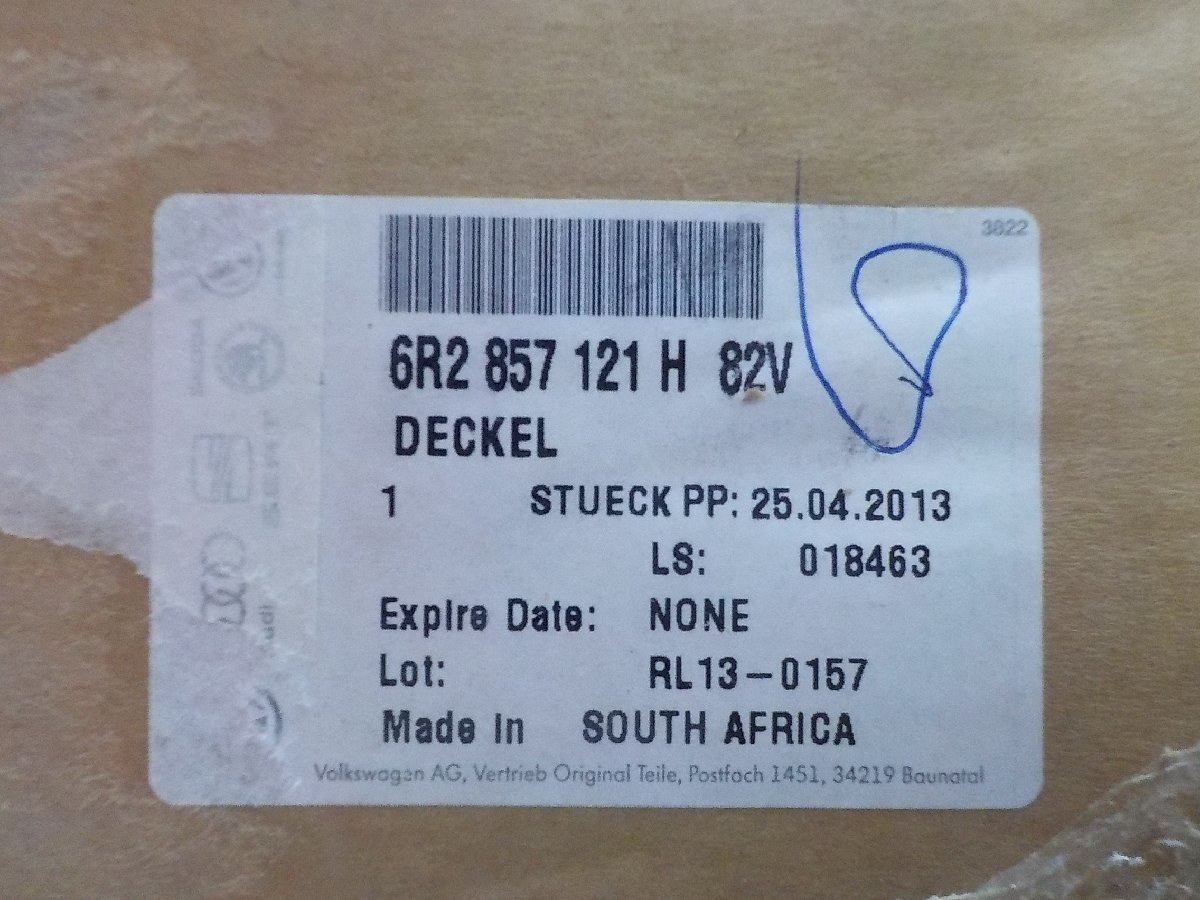 3822
6R2 857 121 H 82V
DECKEL
1 STUECK PP: 25.04.2013
LS: 018463
Expire Date: NONE
Lot: RL13-0157
Made In SOUTH AFRICA
Volkswagen AG, Vertrieb Original Teile, Postfach 1451, 34219 Baunatal